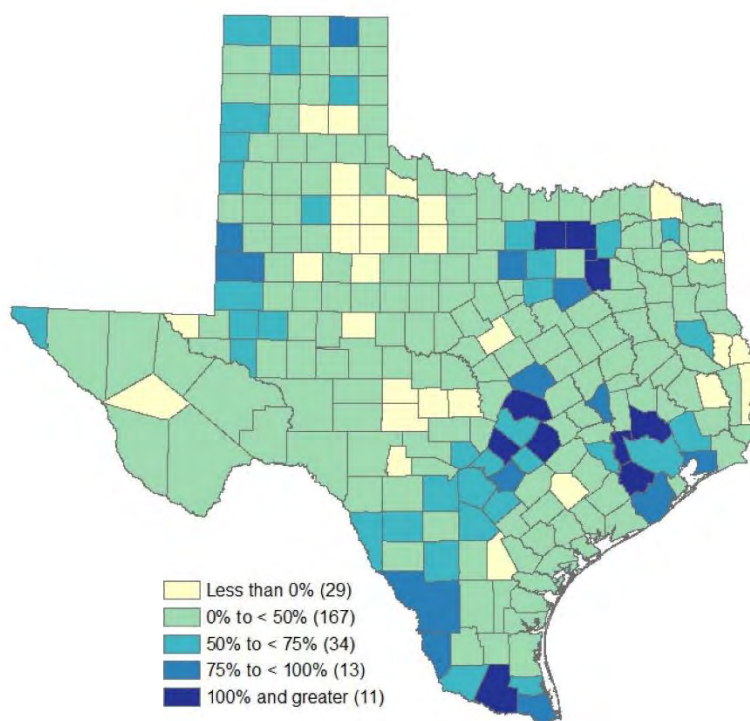 Less than 0% (29)
0% to < 50% (167)
50% to < 75% (34)
75% to < 100% (13)
100% and greater (11)